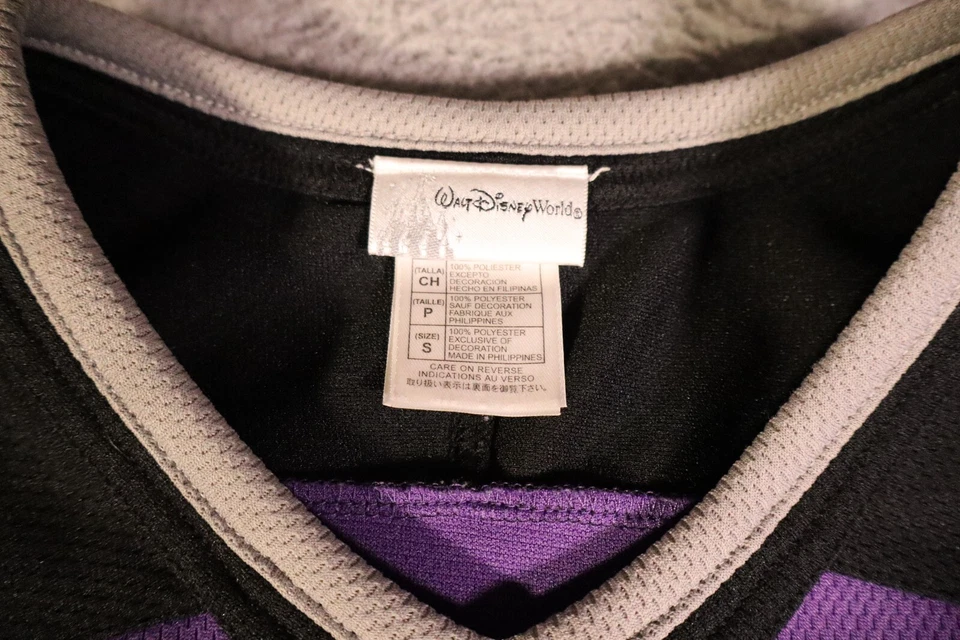 WALT DISNEY World®
(TALLA)
CH
100% POLIESTER
EXCEPTO
DECORACION
HECHO EN FILIPINAS
(TAILLE)
P
100% POLYESTER
SAUF DECORATION
FABRIQUE AUX
PHILIPPINES
(SIZE)
S
100% POLYESTER
EXCLUSIVE OF
DECORATION
MADE IN PHILIPPINES
CARE ON REVERSE
INDICATIONS AU VERSO
取り扱い表示は裏面を御覧下さい。